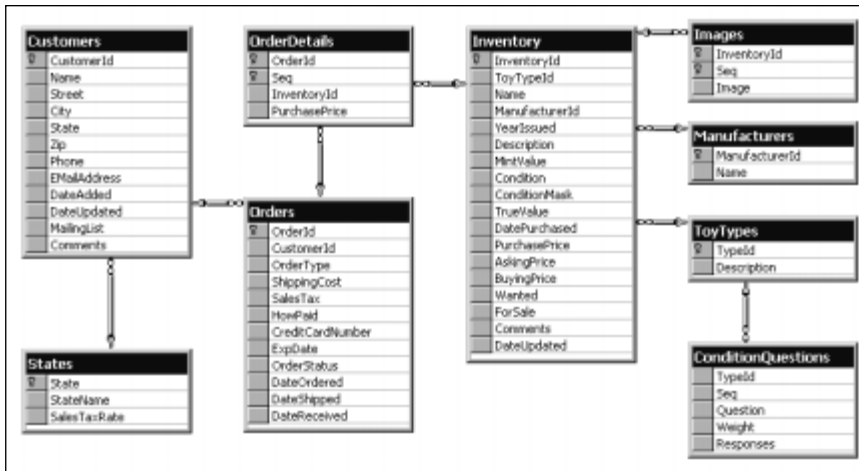 Customers
CustomerId
Name
Street
City
State
Zip
Phone
EMailAddress
DateAdded
DateUpdated
MailingList
Comments
States
State
StateName
SalesTaxRate
OrderDetails
OrderId
Seq
InventoryId
PurchasePrice
Orders
OrderId
CustomerId
OrderType
ShippingCost
SalesTax
HowPaid
CreditCardNumber
ExpDate
OrderStatus
DateOrdered
DateShipped
DateReceived
Inventory
InventoryId
ToyTypeId
Name
ManufacturerId
YearIssued
Description
MintValue
Condition
ConditionMask
TrueValue
DatePurchased
PurchasePrice
AskingPrice
BuyingPrice
Wanted
ForSale
Comments
DateUpdated
Images
InventoryId
Seq
Image
Manufacturers
ManufacturerId
Name
ToyTypes
TypeId
Description
ConditionQuestions
TypeId
Seq
Question
Weight
Responses